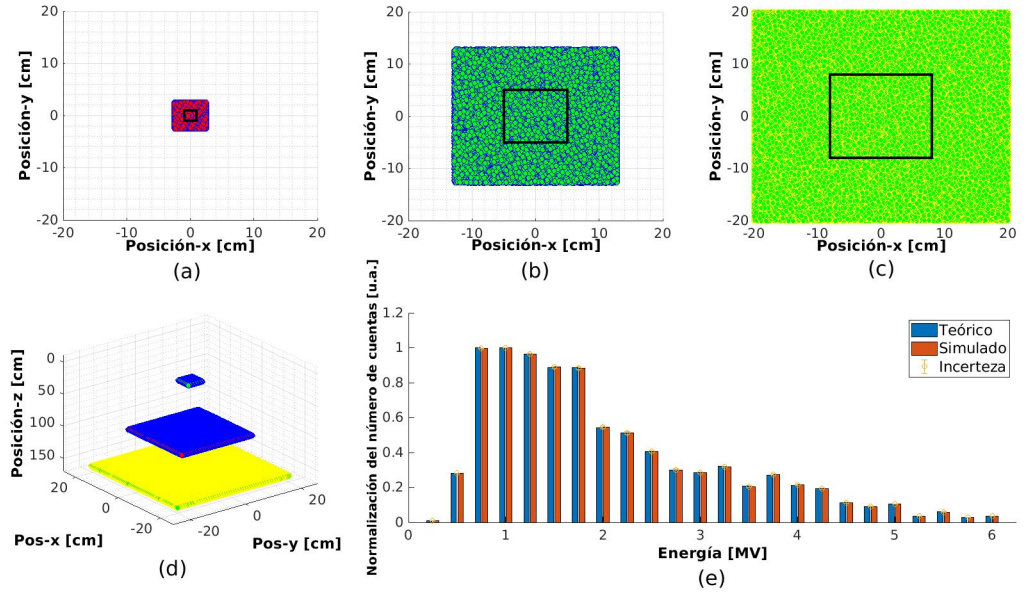 20
10
0
-10
-20
Posición-y [cm]
-20
-10
0
10
20
Posición-x [cm]
(a)
20
10
0
-10
-20
Posición-y [cm]
-20
-10
0
10
20
Posición-x [cm]
(b)
20
10
0
-10
-20
Posición-y [cm]
-20
-10
0
10
20
Posición-x [cm]
(c)
0
50
100
150
Posición-z [cm]
20
0
-20
Pos-x [cm]
-20
0
20
Pos-y [cm]
(d)
Normalización del número de cuentas [u.a.]
1.2
1
0.8
0.6
0.4
0.2
0
0
1
2
3
4
5
6
Energía [MV]
Teórico
Simulado
Incerteza
(e)